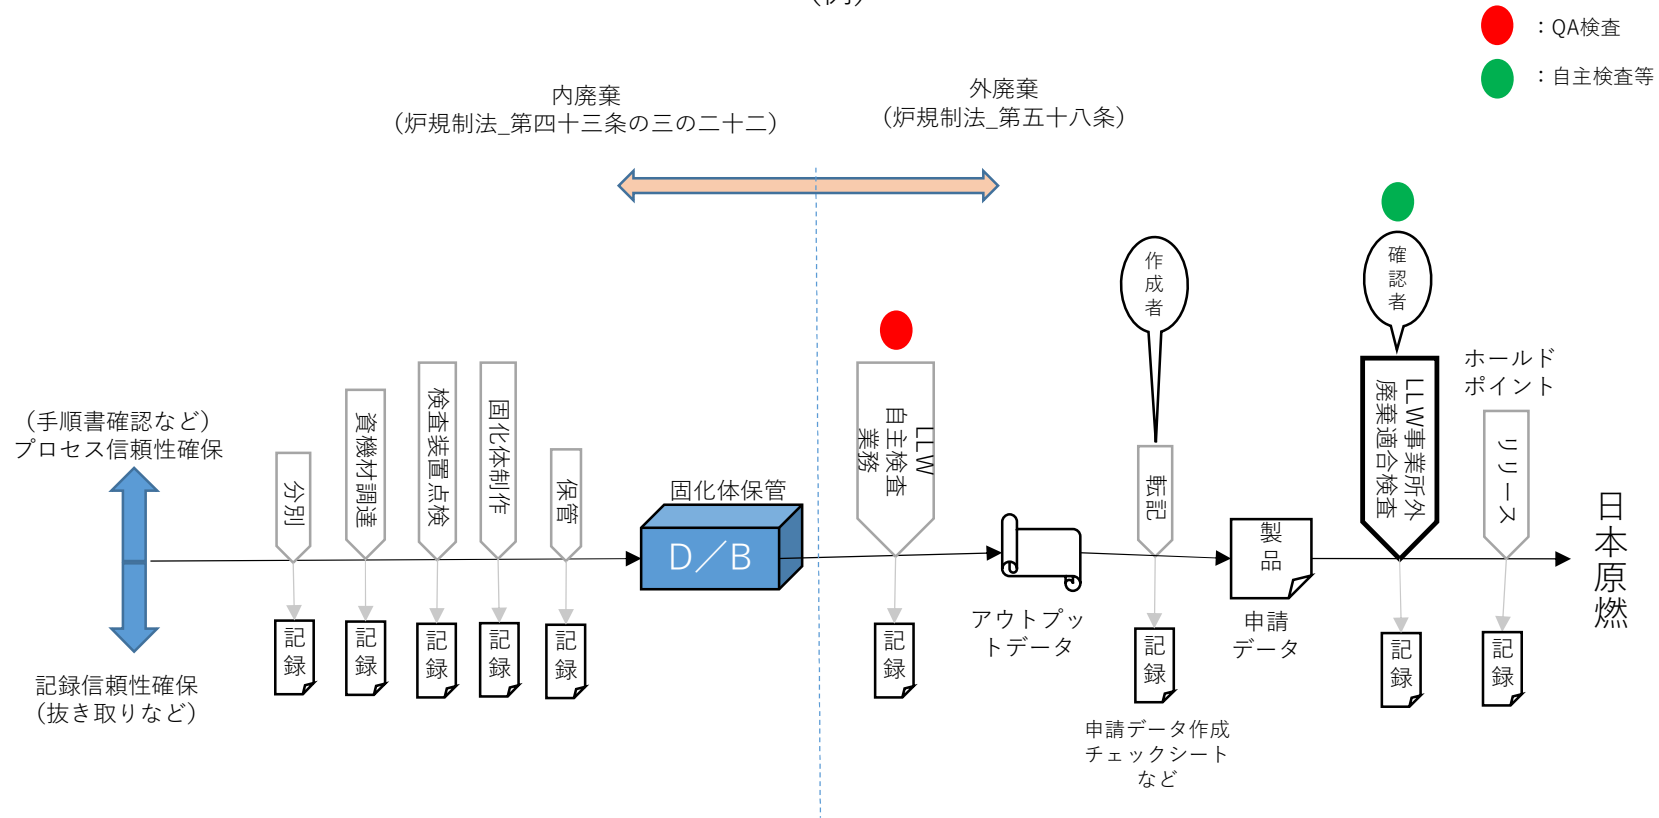 （例）
：QA検査
：自主検査等
内廃棄
（炉規制法_第四十三条の三の二十二）
外廃棄
（炉規制法_第五十八条）
作成者
確認者
ホールド
ポイント
（手順書確認など）
プロセス信頼性確保
分別
資機材調達
検査装置点検
固化体制作
保管
固化体保管
D／B
LLW
自主検査
業務
転記
製品
LLW事業所外
廃棄適合検査
リリース
日本原燃
アウトプッ
トデータ
申請
データ
記録
記録
記録
記録
記録
記録
記録
記録
記録
記録信頼性確保
（抜き取りなど）
申請データ作成
チェックシート
など